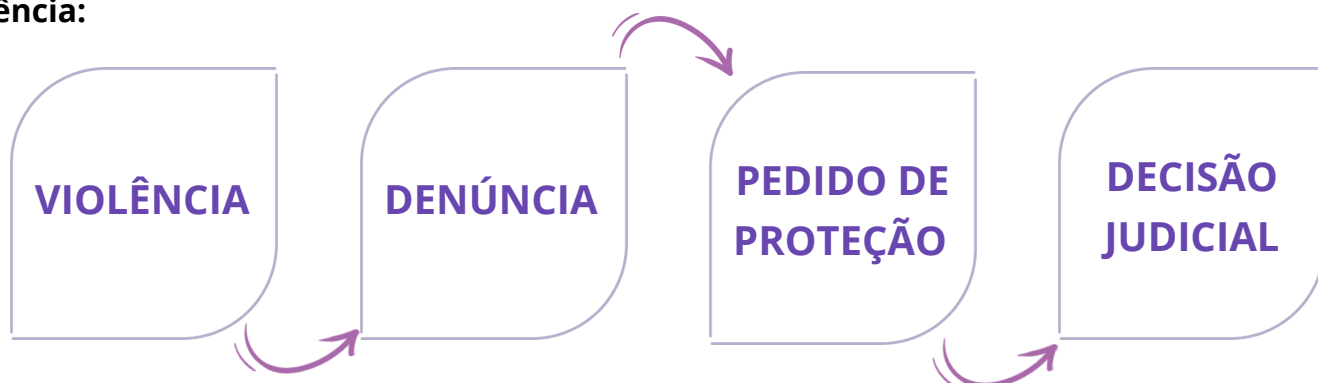 ência:
VIOLÊNCIA
DENÚNCIA
PEDIDO DE
PROTEÇÃO
DECISÃO
JUDICIAL